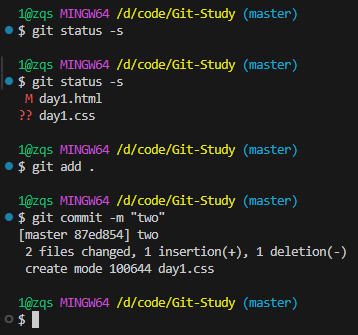 1@zqs MINGW64 /d/code/Git-Study (master)
$ git status -s
1@zqs MINGW64 /d/code/Git-Study (master)
$ git status -s
 M day1.html
?? day1.css
1@zqs MINGW64 /d/code/Git-Study (master)
$ git add .
1@zqs MINGW64 /d/code/Git-Study (master)
$ git commit -m "two"
[master 87ed854] two
 2 files changed, 1 insertion(+), 1 deletion(-)
 create mode 100644 day1.css
1@zqs MINGW64 /d/code/Git-Study (master)
$